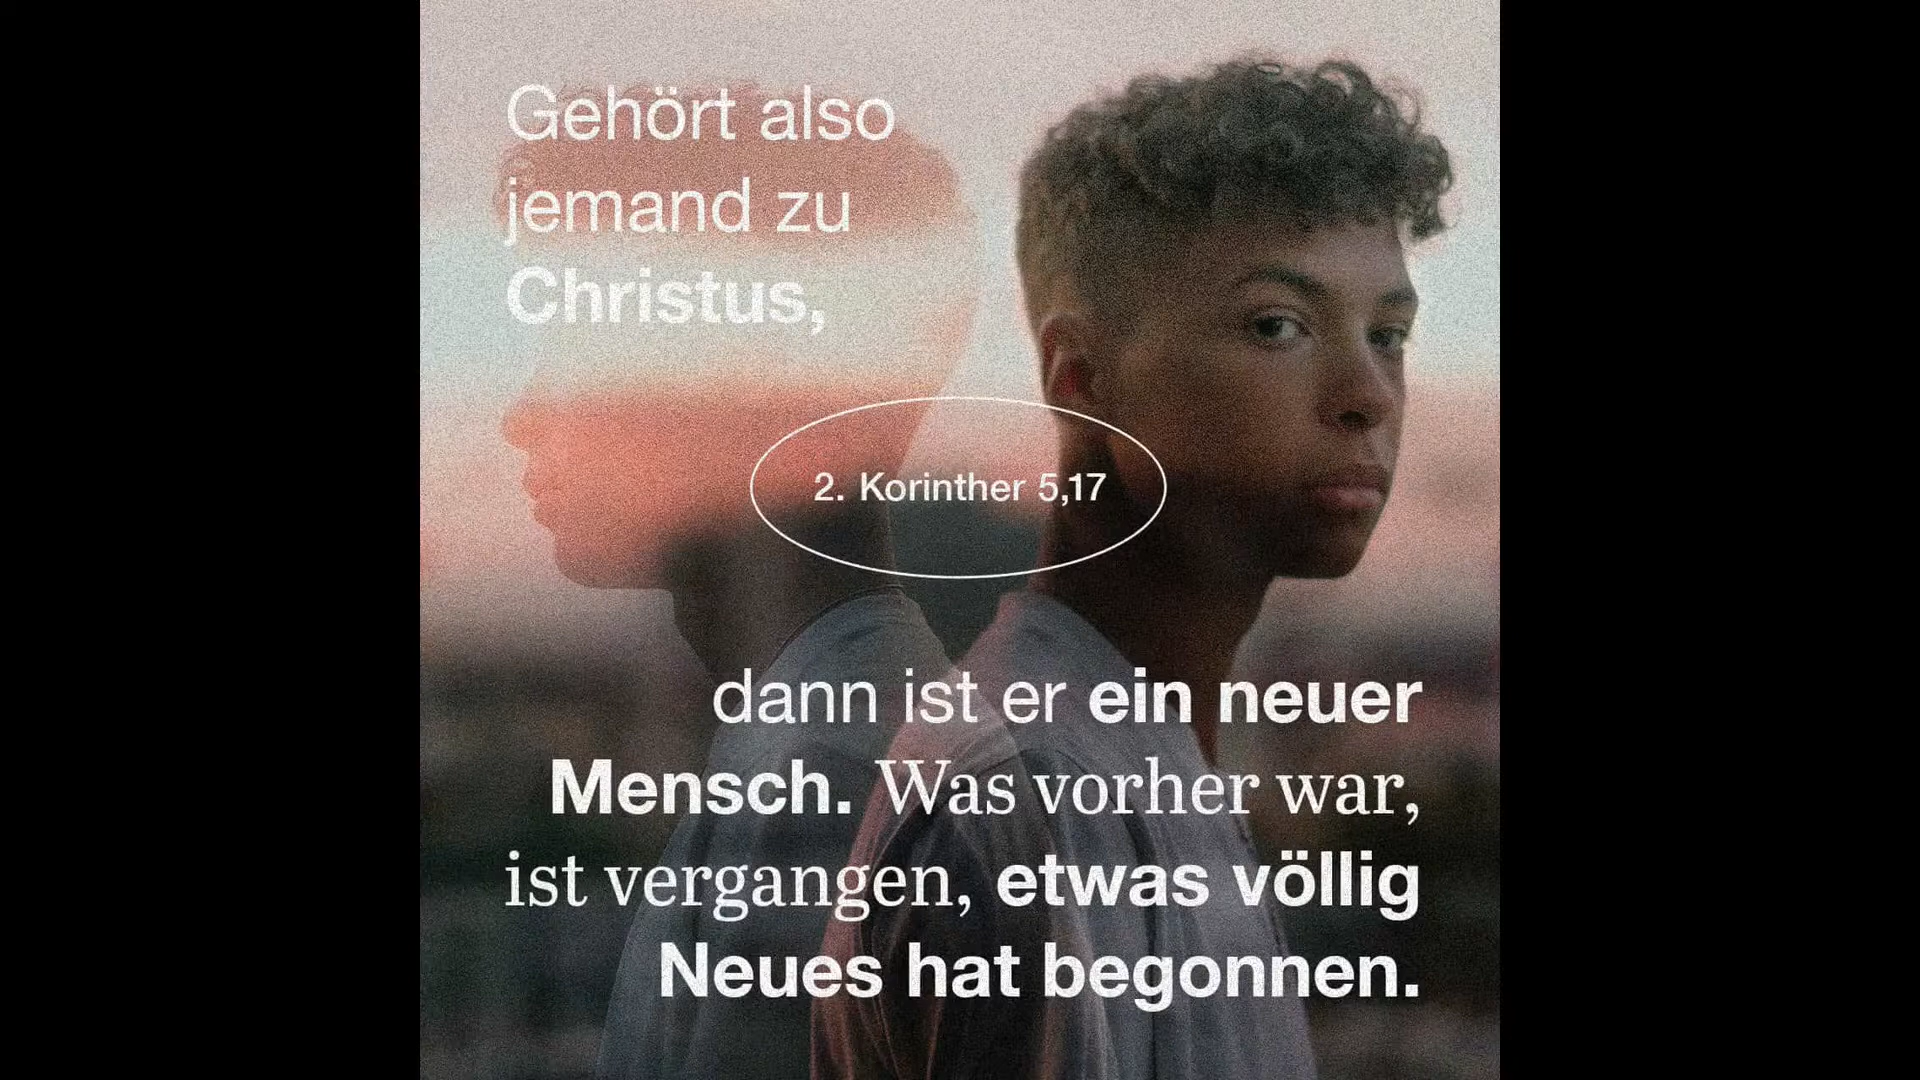 Gehört also
jemand zu
Christus,
2. Korinther 5,17
dann ist er ein neuer
Mensch. Was vorher war,
ist vergangen, etwas völlig
Neues hat begonnen.